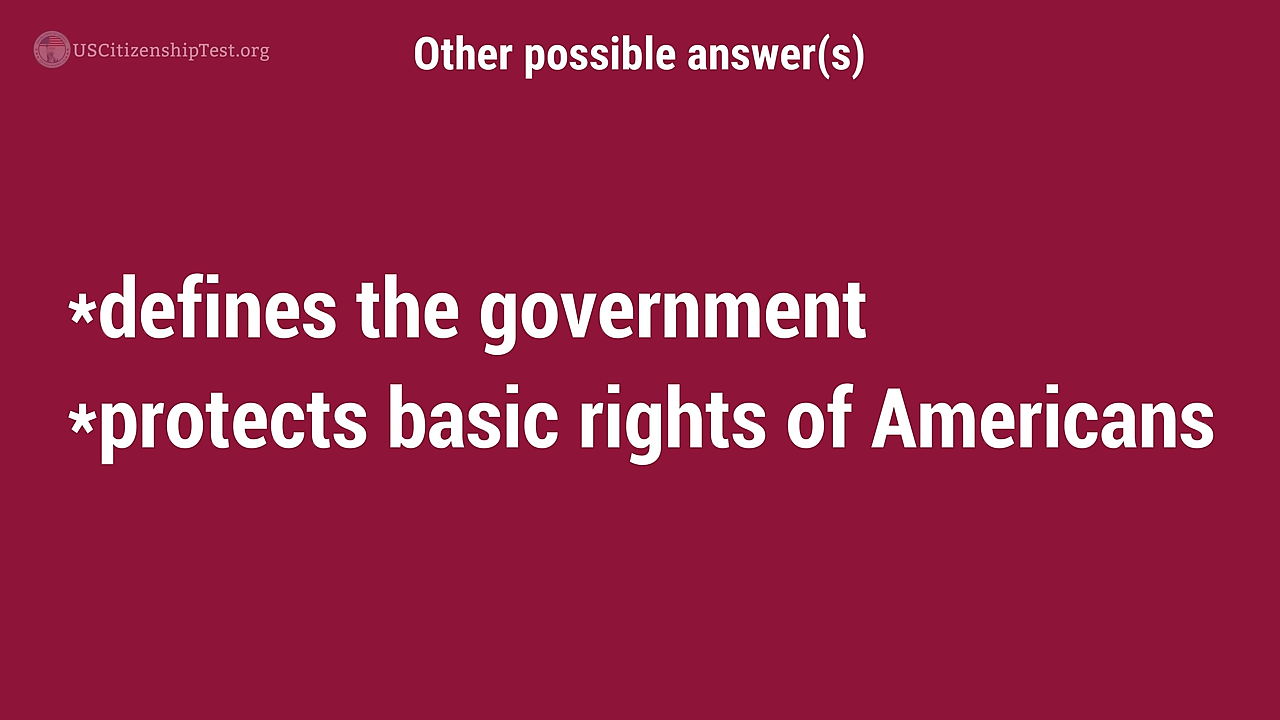 USCitizenshipTest.org
Other possible answer(s)
*defines the government
*protects basic rights of Americans